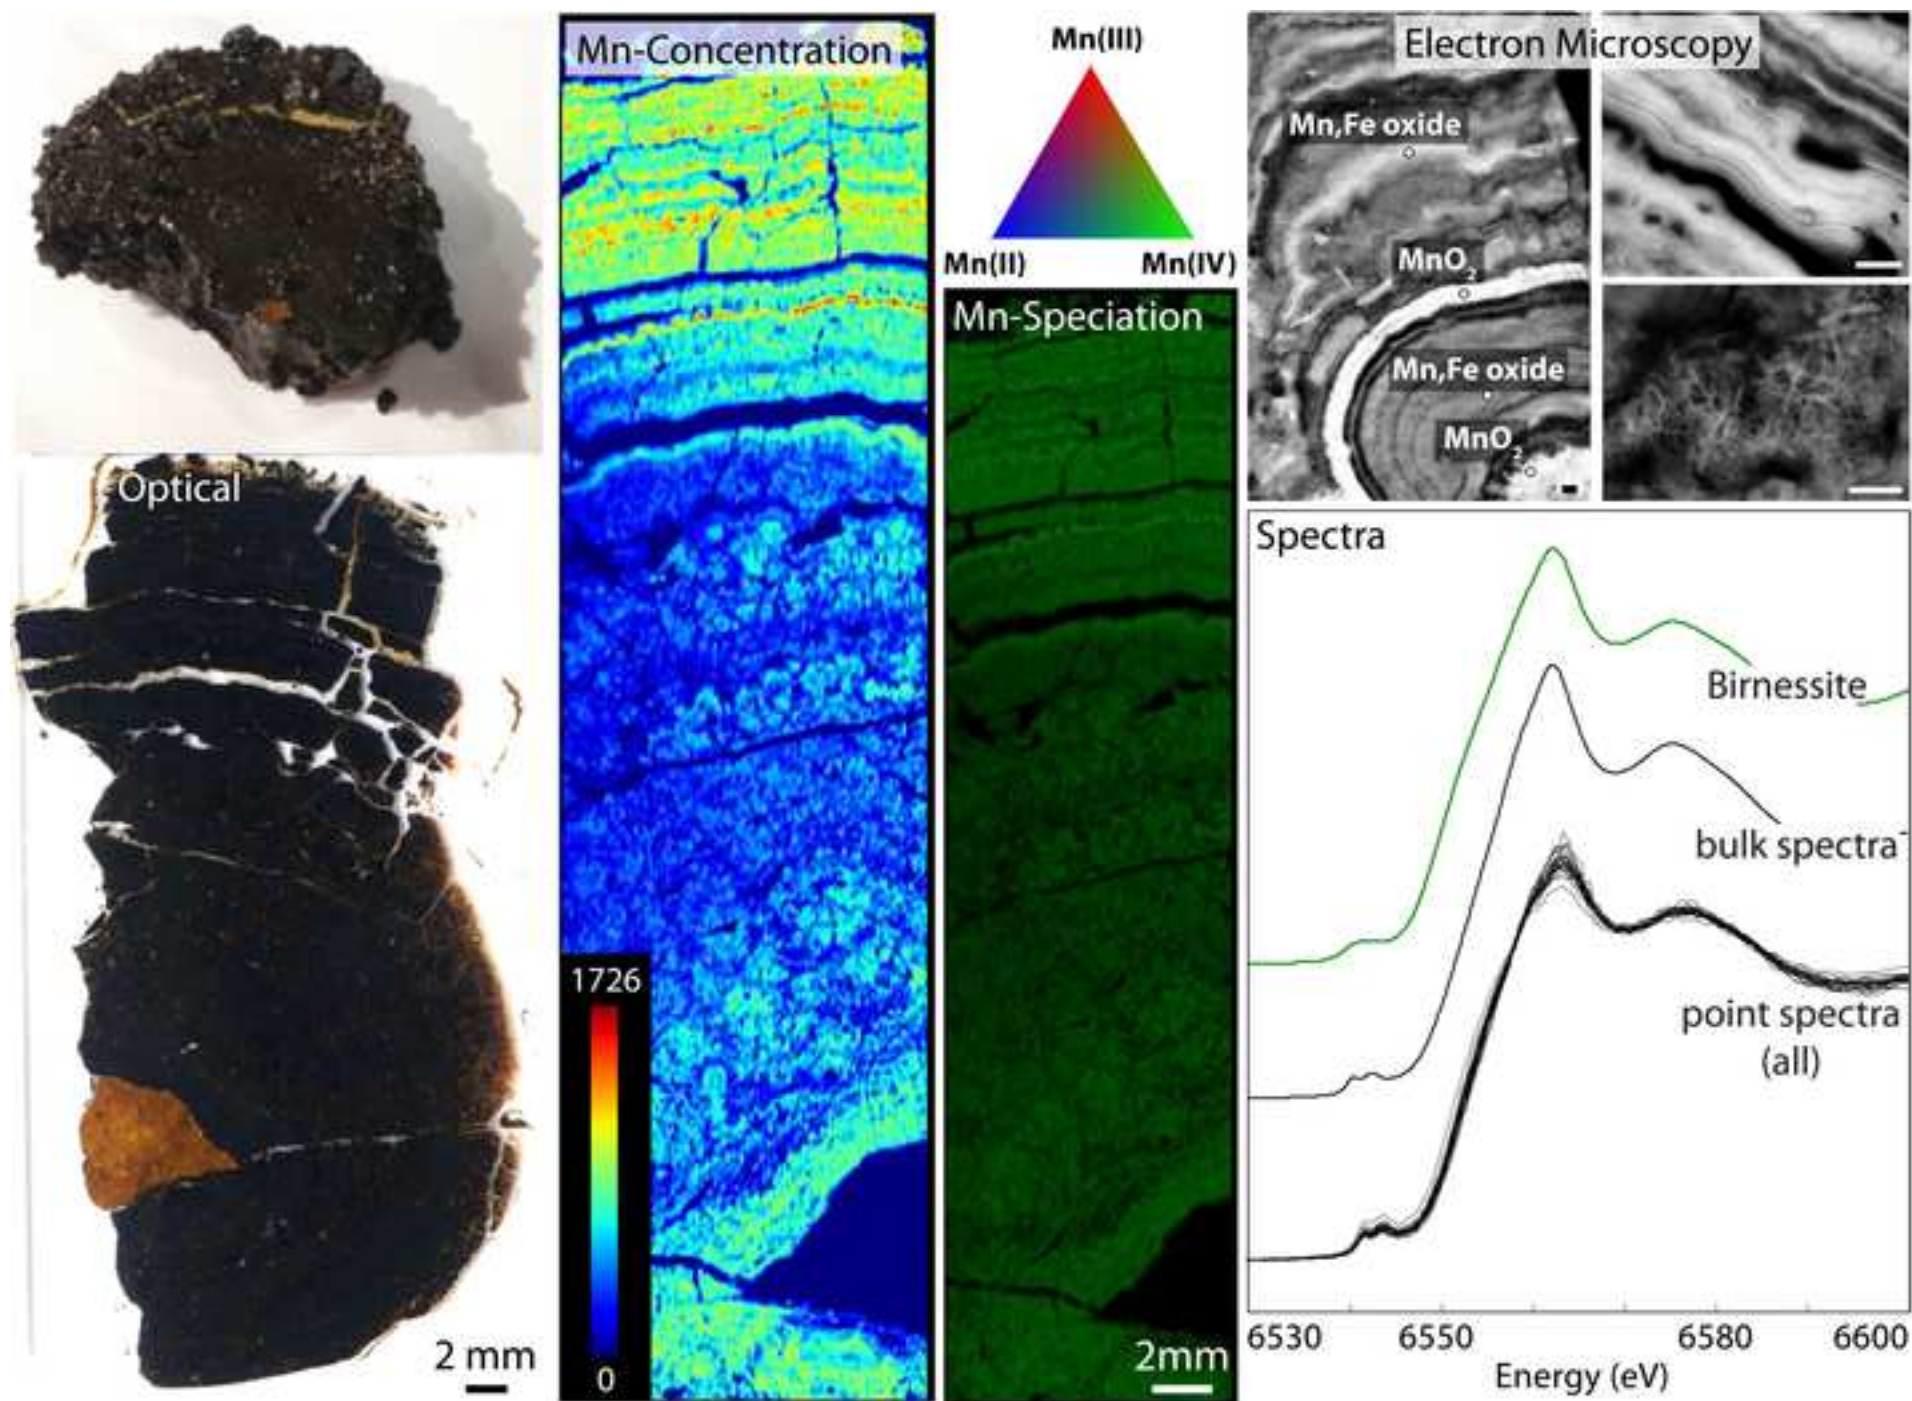 Optical
2 mm
Mn-Concentration
1726
0
Mn(III)
Mn(II)
Mn(IV)
Mn-Speciation
2mm
Electron Microscopy
Mn,Fe oxide
MnO₂
Mn,Fe oxide
MnO₂
Spectra
Birnessite
bulk spectra
point spectra
(all)
6530 6550 6580 6600
Energy (eV)